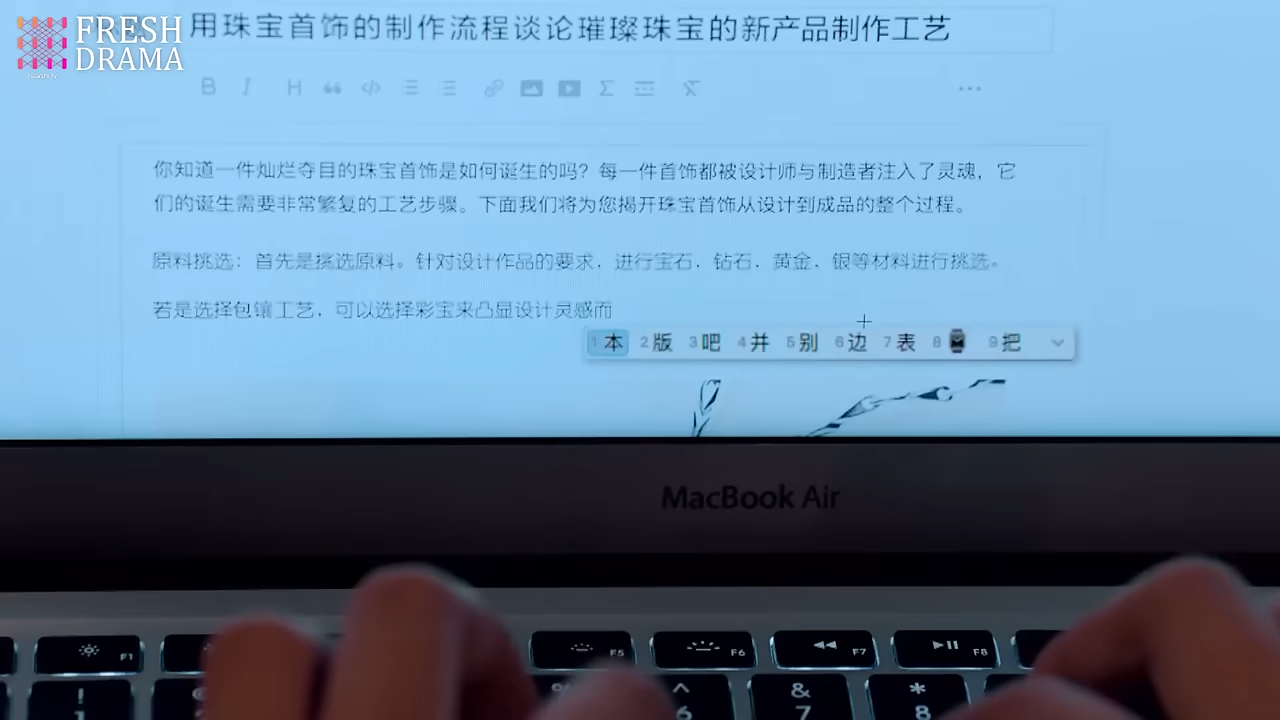 FRESH
DRAMA
用珠宝首饰的制作流程谈论璀璨珠宝的新产品制作工艺
B I H
你知道一件灿烂夺目的珠宝首饰是如何诞生的吗？每一件首饰都被设计师与制造者注入了灵魂，它
们的诞生需要非常繁复的工艺步骤。下面我们将为您揭开珠宝首饰从设计到成品的整个过程。
原料挑选：首先是挑选原料。针对设计作品的要求，进行宝石、钻石、黄金、银等材料进行挑选。
若是选择包镶工艺，可以选择彩宝来凸显设计灵感而
1 本 2 版 3 吧 4 并 5 别 6 边 7 表 8 9 把
MacBook Air
F1 F5 F6 F7 F8
! % ^ & *
1 6 7 8